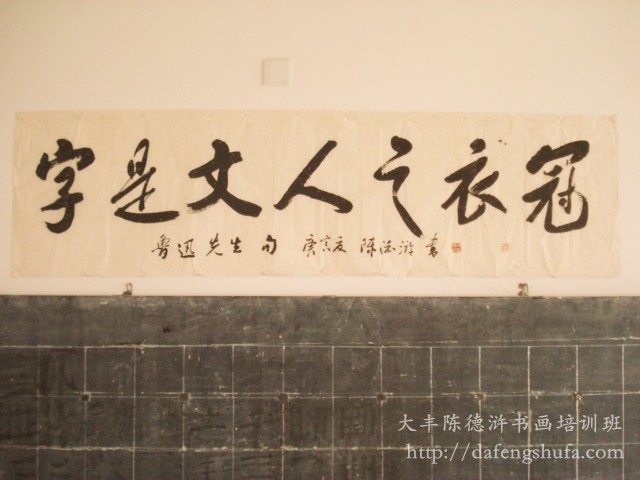 字是文人之衣冠
鲁迅先生句 庚寅夏 陈德浒书
大丰陈德浒书画培训班
http://dafengshufa.com